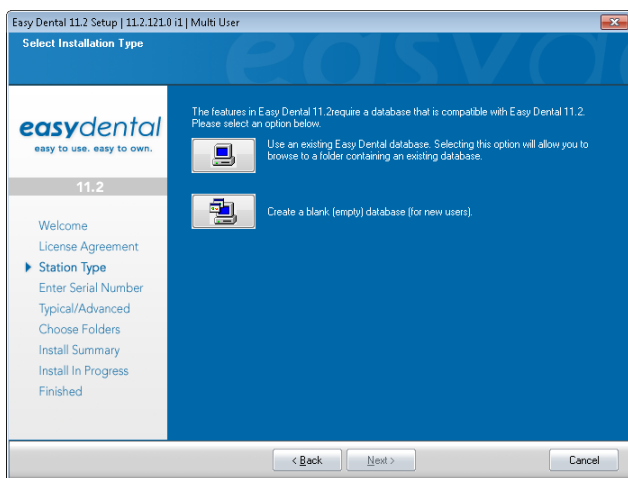 Easy Dental 11.2 Setup | 11.2.121.0 i1 | Multi User
Select Installation Type
easyd
easydental
easy to use. easy to own.
11.2
Welcome
License Agreement
Station Type
Enter Serial Number
Typical/Advanced
Choose Folders
Install Summary
Install In Progress
Finished
The features in Easy Dental 11.2require a database that is compatible with Easy Dental 11.2.
Please select an option below.
Use an existing Easy Dental database. Selecting this option will allow you to
browse to a folder containing an existing database.
Create a blank (empty) database (for new users).
< Back
Next >
Cancel